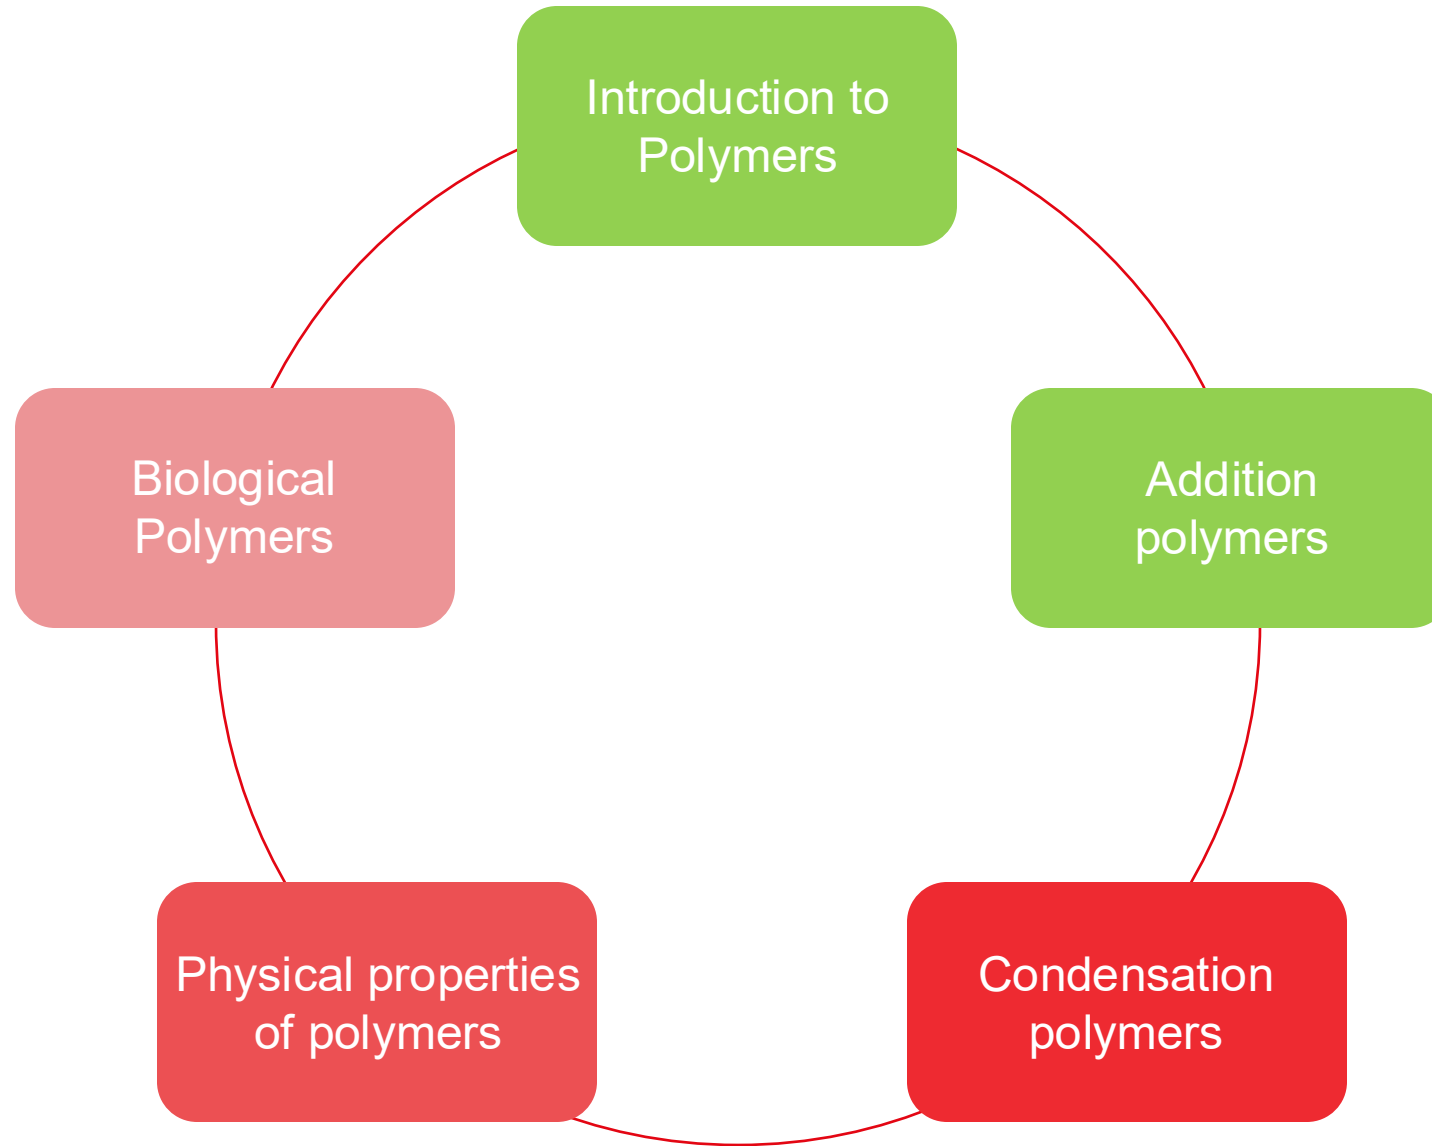 Introduction to
Polymers
Addition
polymers
Condensation
polymers
Physical properties
of polymers
Biological
Polymers